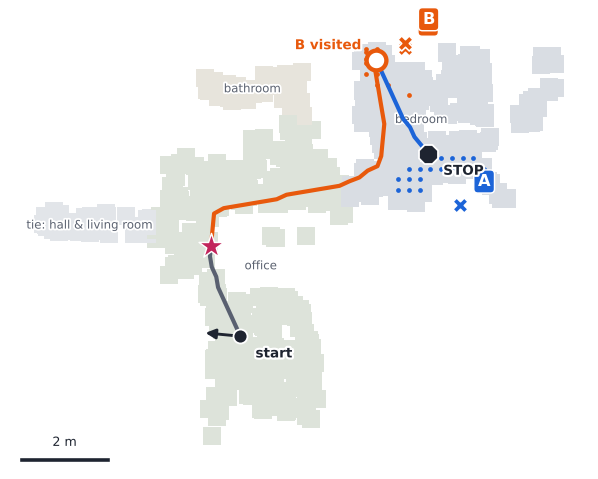 B
B visited
bathroom
bedroom
STOP
A
tie: hall & living room
office
start
2 m